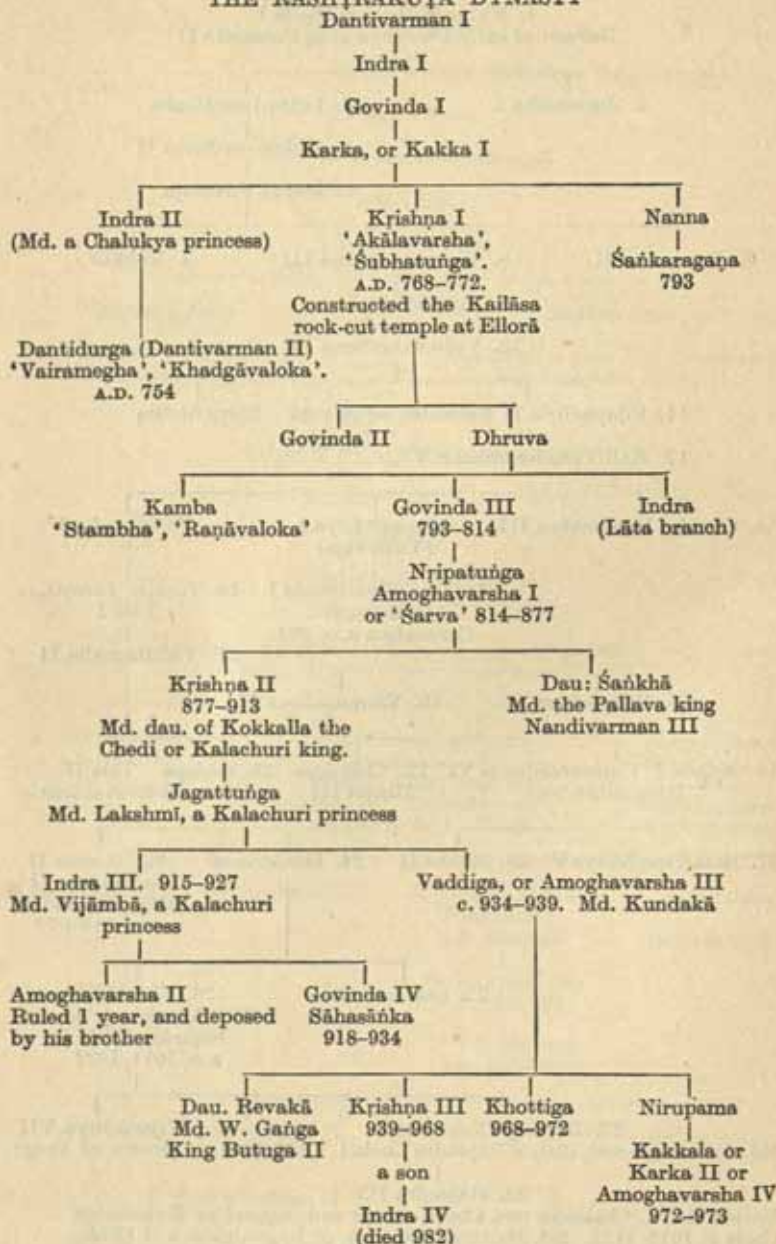 THE RĀSHṬRAKŪṬA DYNASTY
Dantivarman I
Indra I
Govinda I
Karka, or Kakka I
Indra II
(Md. a Chalukya princess)
Kṛishṇa I
'Akālavarsha',
'Śubhatuṅga'.
A.D. 768–772.
Constructed the Kailāsa
rock-cut temple at Ellorā
Nanna
Śaṅkaragaṇa
793
Dantidurga (Dantivarman II)
'Vairamegha', 'Khadgāvaloka'.
A.D. 754
Govinda II
Dhruva
Kamba
'Stambha', 'Raṇāvaloka'
Govinda III
793–814
Indra
(Lāta branch)
Nṛipatuṅga
Amoghavarsha I
or 'Śarva' 814–877
Kṛishṇa II
877–913
Md. dau. of Kokkalla the
Chedi or Kalachuri king.
Dau: Śaṅkhā
Md. the Pallava king
Nandivarman III
Jagattuṅga
Md. Lakshmī, a Kalachuri princess
Indra III. 915–927
Md. Vijāmbā, a Kalachuri
princess
Vaddiga, or Amoghavarsha III
c. 934–939. Md. Kundakā
Amoghavarsha II
Ruled 1 year, and deposed
by his brother
Govinda IV
Sāhasāṅka
918–934
Dau. Revakā
Md. W. Gaṅga
King Butuga II
Kṛishṇa III
939–968
a son
Indra IV
(died 982)
Khottiga
968–972
Nirupama
Kakkala or
Karka II or
Amoghavarsha IV
972–973